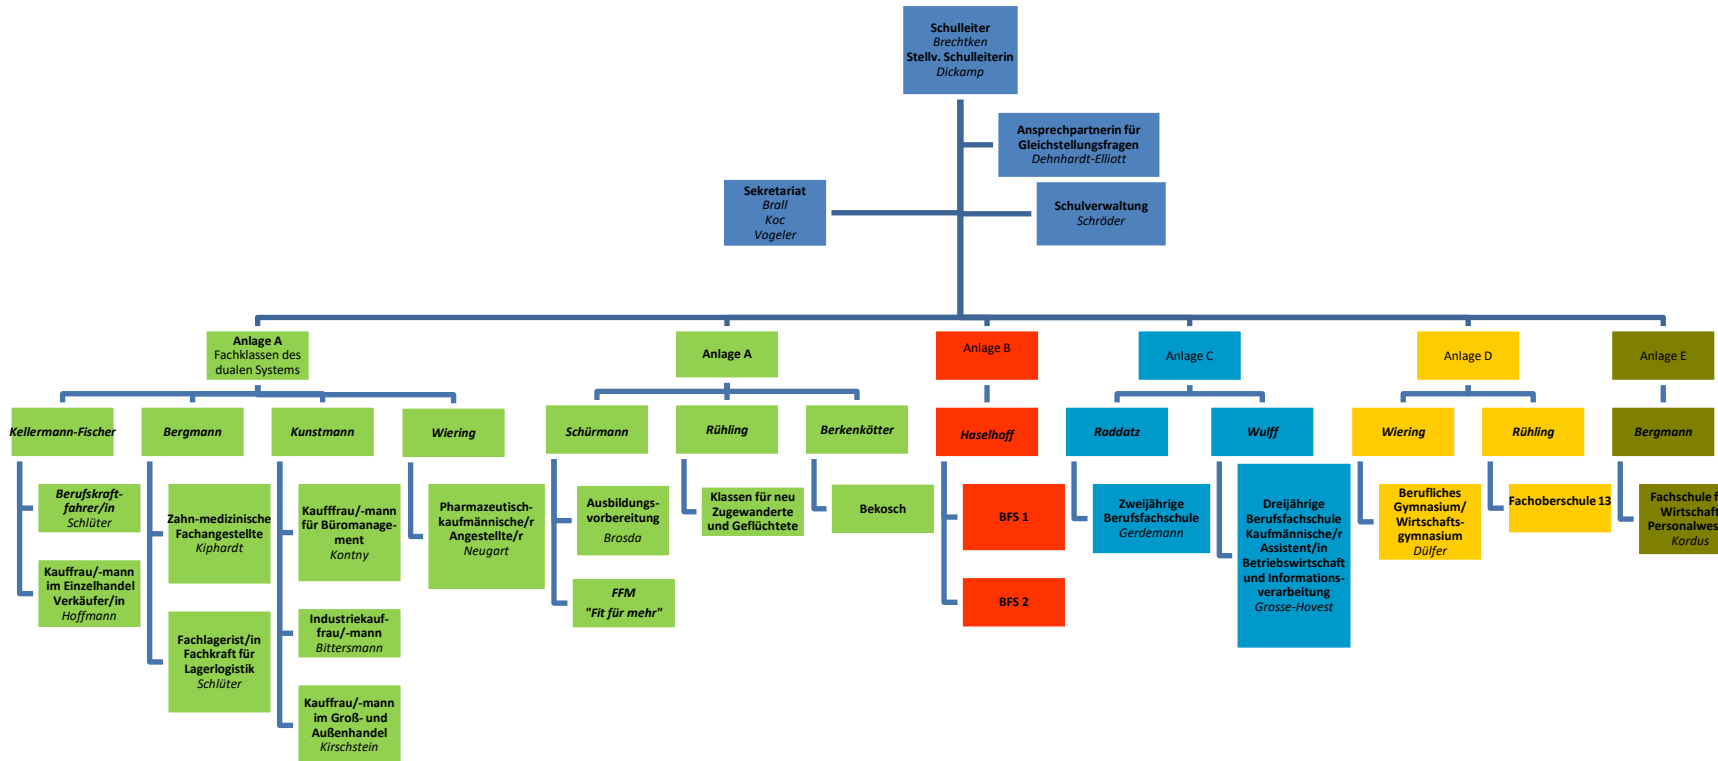 Schulleiter
Brechtken
Stellv. Schulleiterin
Dickamp
Ansprechpartnerin für
Gleichstellungsfragen
Dehnhardt-Elliott
Sekretariat
Brall
Koc
Vogeler
Schulverwaltung
Schröder
Anlage A
Fachklassen des
dualen Systems
Anlage A
Anlage B
Anlage C
Anlage D
Anlage E
Kellermann-Fischer
Bergmann
Kunstmann
Wiering
Schürmann
Rühling
Berkenkötter
Haselhoff
Raddatz
Wulff
Wiering
Rühling
Bergmann
Berufskraft-
fahrer/in
Schlüter
Kauffrau/-mann
im Einzelhandel
Verkäufer/in
Hoffmann
Zahn-medizinische
Fachangestellte
Kiphardt
Fachlagerist/in
Fachkraft für
Lagerlogistik
Schlüter
Kaufffrau/-mann
für Büromanage-
ment
Kontny
Industriekauf-
frau/-mann
Bittersmann
Kauffrau/-mann
im Groß- und
Außenhandel
Kirschstein
Pharmazeutisch-
kaufmännische/r
Angestellte/r
Neugart
Ausbildungs-
vorbereitung
Brosda
FFM
"Fit für mehr"
Klassen für neu
Zugewanderte
und Geflüchtete
Bekosch
BFS 1
BFS 2
Zweijährige
Berufsfachschule
Gerdemann
Dreijährige
Berufsfachschule
Kaufmännische/r
Assistent/in
Betriebswirtschaft
und Informations-
verarbeitung
Grosse-Hovest
Berufliches
Gymnasium/
Wirtschafts-
gymnasium
Dülfer
Fachoberschule 13
Fachschule f
Wirtschaft
Personalwes
Kordus